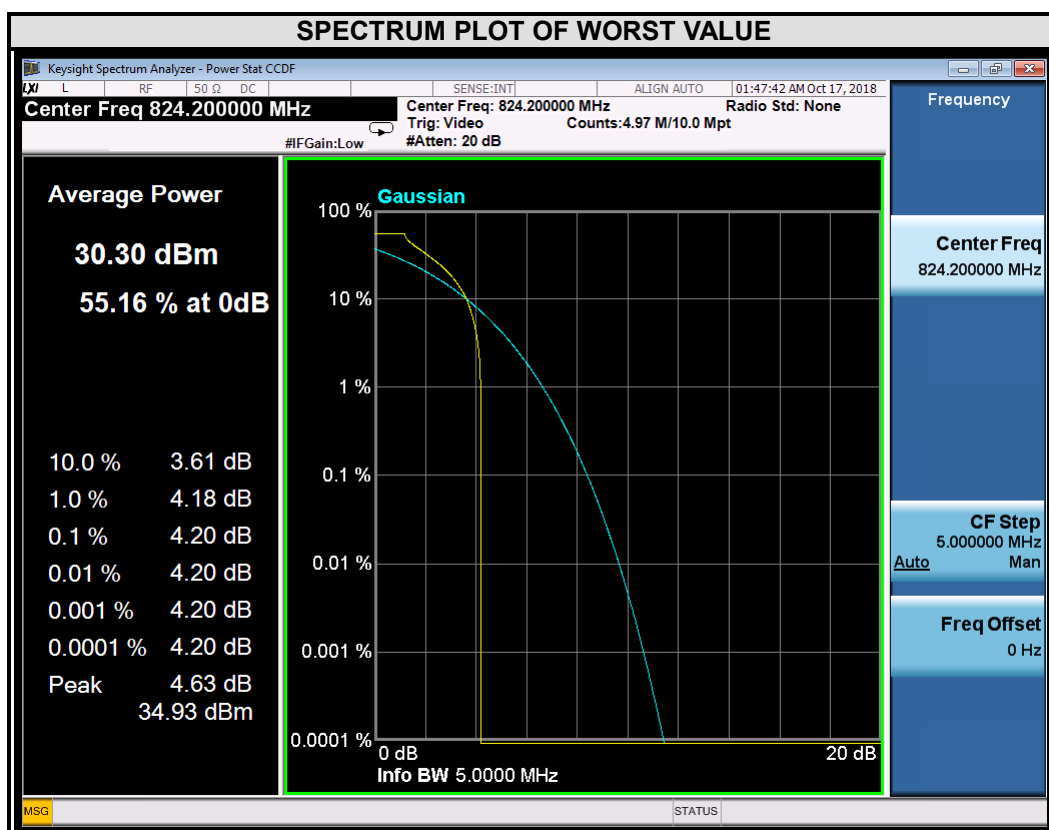 SPECTRUM PLOT OF WORST VALUE
Keysight Spectrum Analyzer - Power Stat CCDF
LXI L RF 50 Ω DC SENSE:INT ALIGN AUTO 01:47:42 AM Oct 17, 2018
Center Freq 824.200000 MHz
Center Freq: 824.200000 MHz Radio Std: None
Trig: Video Counts:4.97 M/10.0 Mpt
#IFGain:Low #Atten: 20 dB
Frequency
Average Power
30.30 dBm
55.16 % at 0dB
10.0 % 3.61 dB
1.0 % 4.18 dB
0.1 % 4.20 dB
0.01 % 4.20 dB
0.001 % 4.20 dB
0.0001 % 4.20 dB
Peak 4.63 dB
34.93 dBm
Gaussian
100 %
10 %
1 %
0.1 %
0.01 %
0.001 %
0.0001 %
0 dB 20 dB
Info BW 5.0000 MHz
Center Freq
824.200000 MHz
CF Step
5.000000 MHz
Auto Man
Freq Offset
0 Hz
MSG STATUS